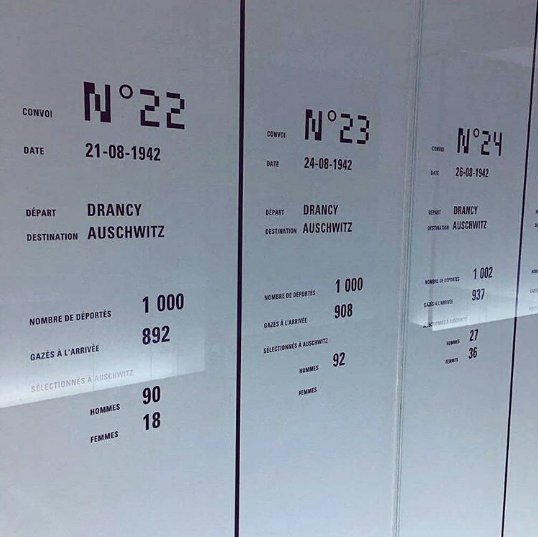 CONVOI N°22
DATE 21-08-1942
DÉPART DRANCY
DESTINATION AUSCHWITZ
NOMBRE DE DÉPORTÉS 1 000
GAZÉS À L'ARRIVÉE 892
SÉLECTIONNÉS À AUSCHWITZ
HOMMES 90
FEMMES 18
CONVOI N°23
DATE 24-08-1942
DÉPART DRANCY
DESTINATION AUSCHWITZ
NOMBRE DE DÉPORTÉS 1 000
GAZÉS À L'ARRIVÉE 908
SÉLECTIONNÉS À AUSCHWITZ
HOMMES 92
FEMMES
CONVOI N°24
DATE 26-08-1942
DÉPART DRANCY
DESTINATION AUSCHWITZ
NOMBRE DE DÉPORTÉS 1 002
GAZÉS À L'ARRIVÉE 937
SÉLECTIONNÉS À AUSCHWITZ
HOMMES 27
FEMMES 36